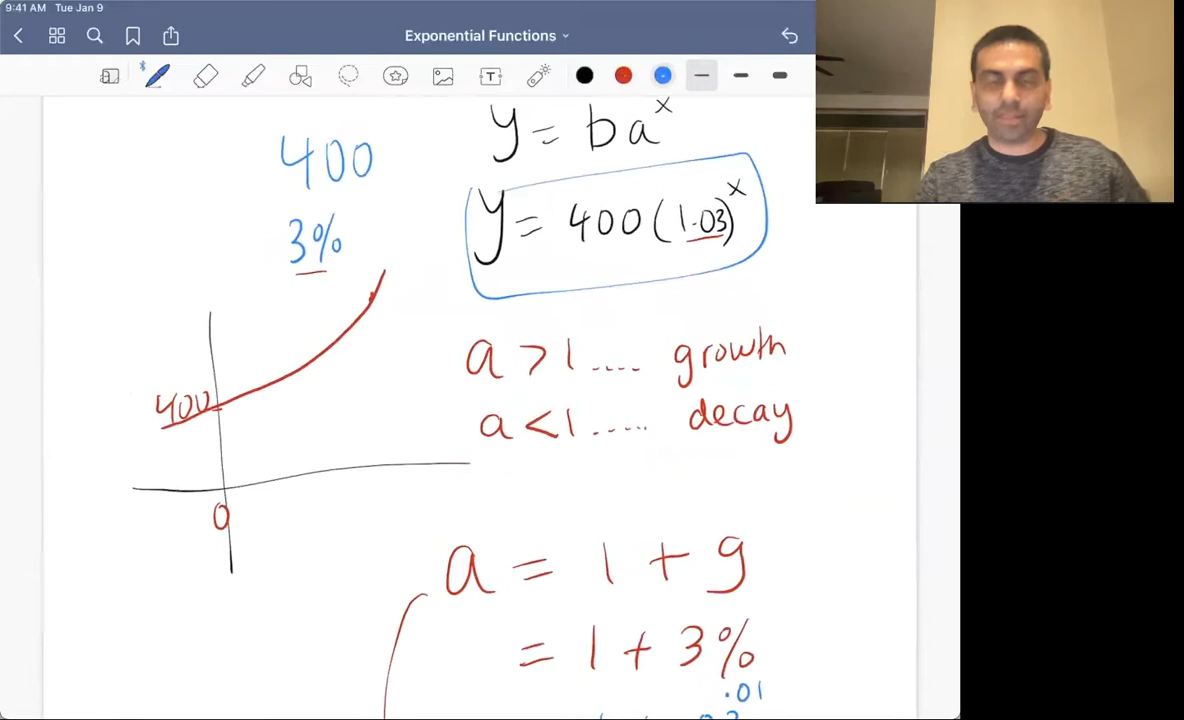 9:41 AM Tue Jan 9
Exponential Functions
T
400
3%
y = ba^x
y = 400(1.03)^x
400
0
a > 1 .... growth
a < 1 ..... decay
a = 1 + g
= 1 + 3%
.01